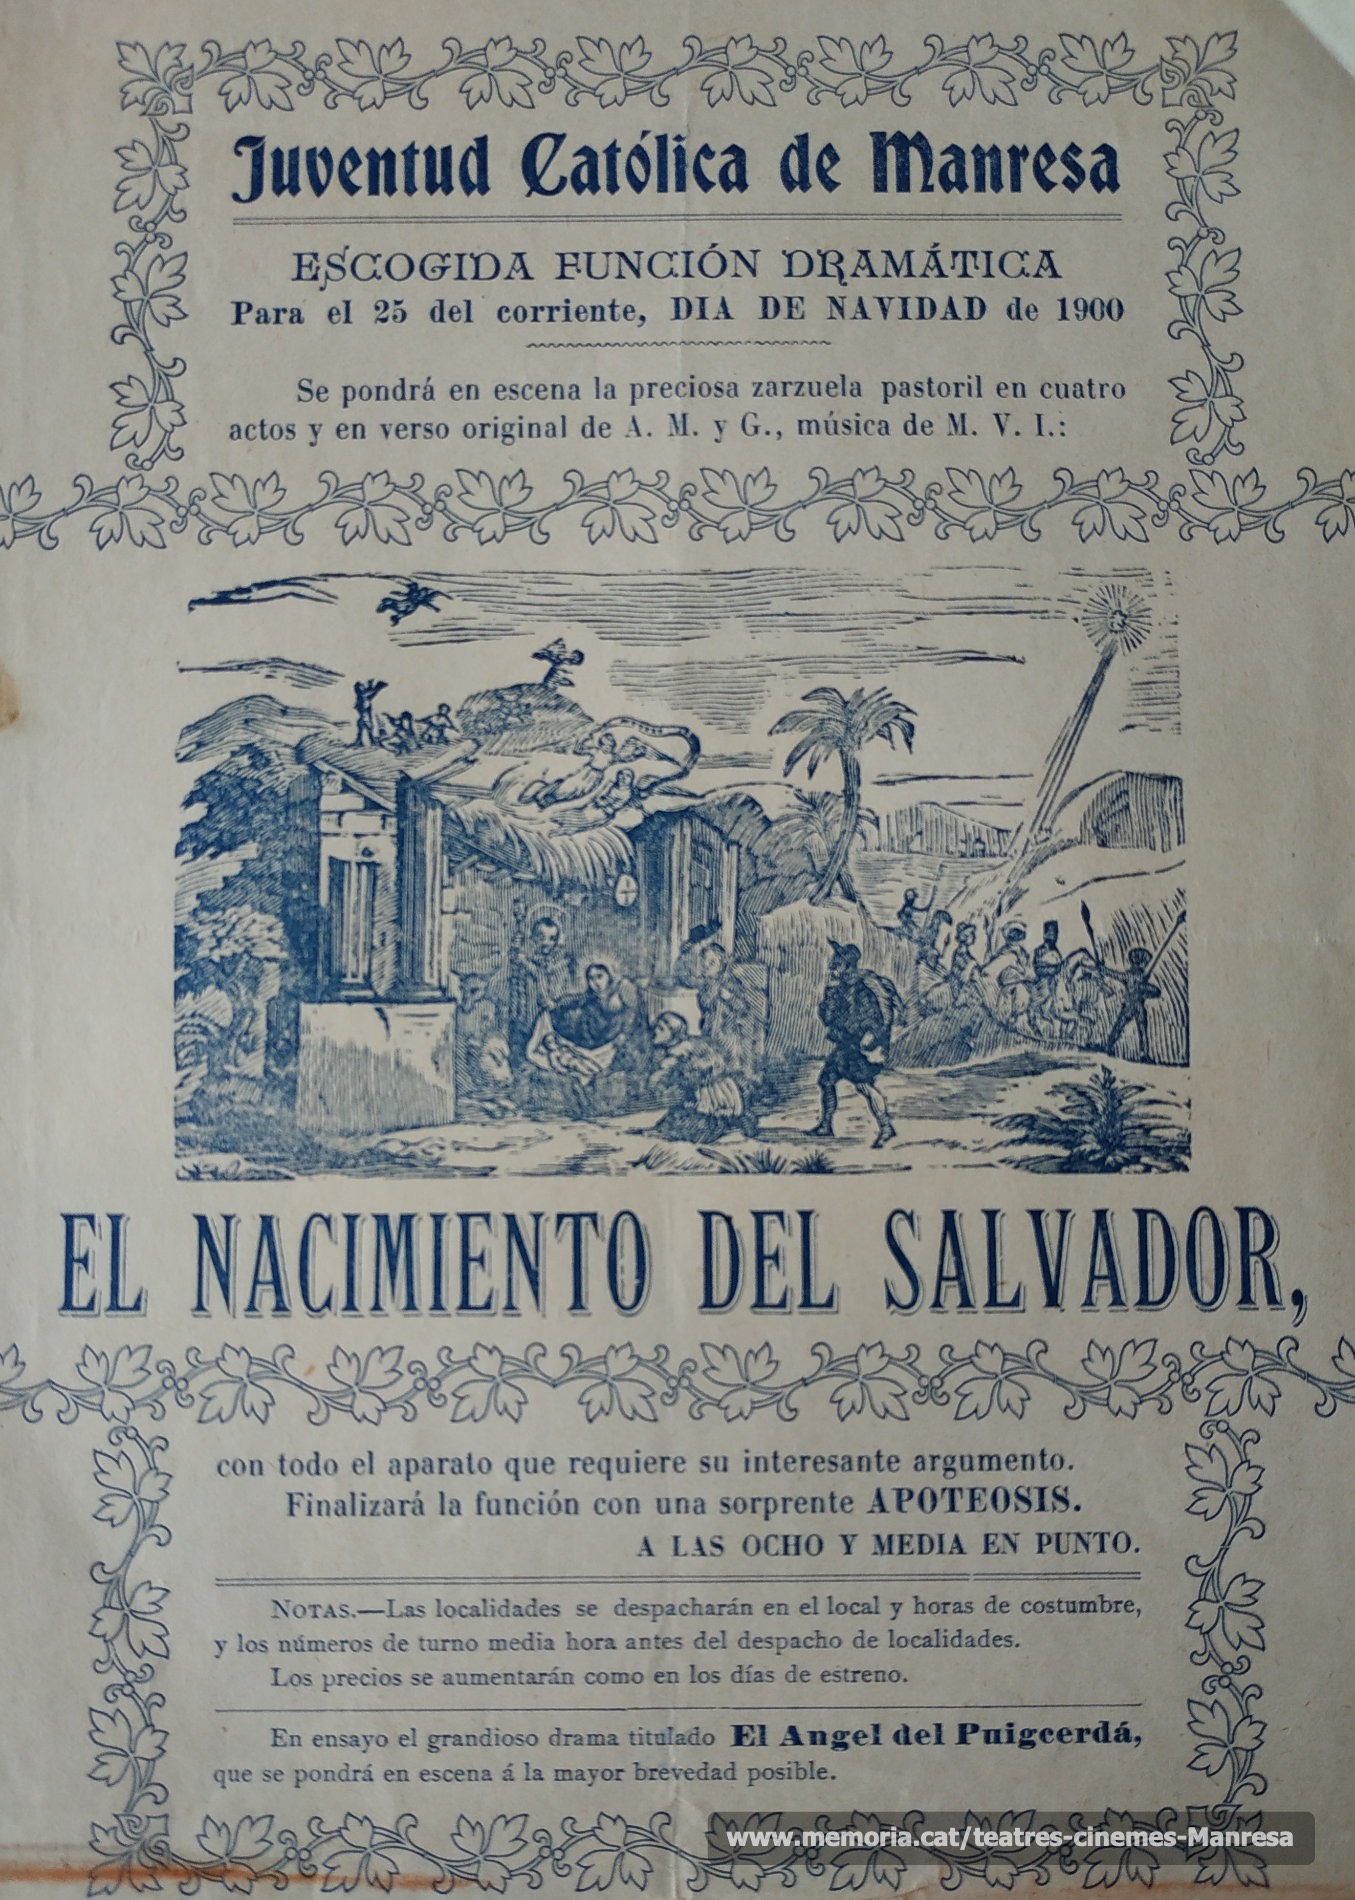 Juventud Católica de Manresa
ESCOGIDA FUNCIÓN DRAMÁTICA
Para el 25 del corriente, DIA DE NAVIDAD de 1900
Se pondrá en escena la preciosa zarzuela pastoril en cuatro
actos y en verso original de A. M. y G., música de M. V. I.:
EL NACIMIENTO DEL SALVADOR,
con todo el aparato que requiere su interesante argumento.
Finalizará la función con una sorprente APOTEOSIS.
A LAS OCHO Y MEDIA EN PUNTO.
NOTAS.—Las localidades se despacharán en el local y horas de costumbre,
y los números de turno media hora antes del despacho de localidades.
Los precios se aumentarán como en los días de estreno.
En ensayo el grandioso drama titulado El Angel del Puigcerdá,
que se pondrá en escena á la mayor brevedad posible.
www.memoria.cat/teatres-cinemes-Manresa